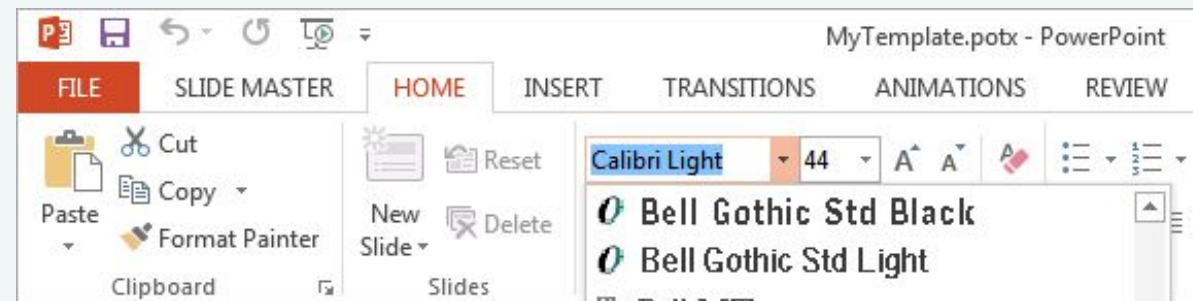 MyTemplate.potx - PowerPoint
FILE SLIDE MASTER HOME INSERT TRANSITIONS ANIMATIONS REVIEW
Paste
Cut
Copy
Format Painter
Clipboard
New
Slide
Reset
Delete
Slides
Calibri Light 44
Bell Gothic Std Black
Bell Gothic Std Light